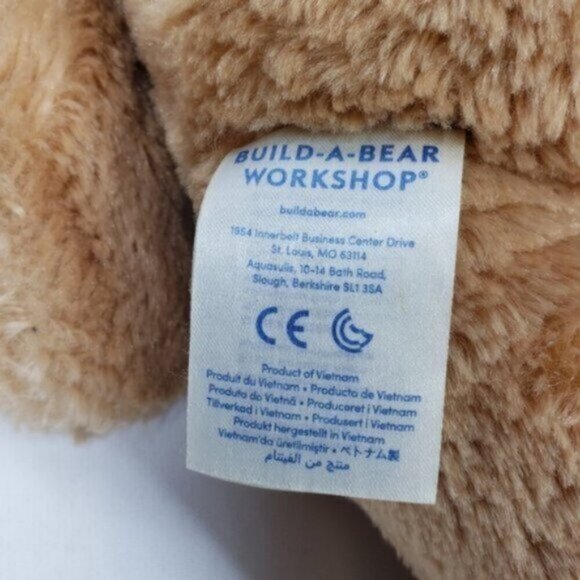 BUILD-A-BEAR
WORKSHOP®
buildabear.com
1954 Innerbelt Business Center Drive
St. Louis, MO 63114
Aquasulis, 10-14 Bath Road,
Slough, Berkshire SL1 3SA
CE
Product of Vietnam
Produit du Vietnam • Producto de Vietnam
Produto do Vietnã • Produceret i Vietnam
Tillverkad i Vietnam • Produsert i Vietnam
Produkt hergestellt in Vietnam
Vietnam'da üretilmiştir • ベトナム製
منتج من الفيتنام